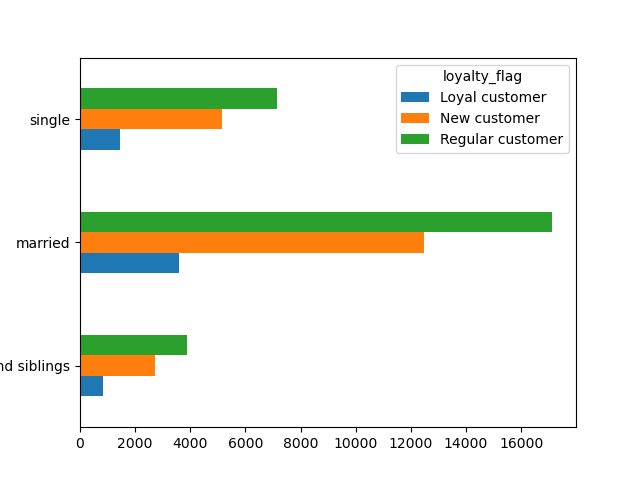 loyalty_flag
Loyal customer
New customer
Regular customer
single
married
siblings
0 2000 4000 6000 8000 10000 12000 14000 16000